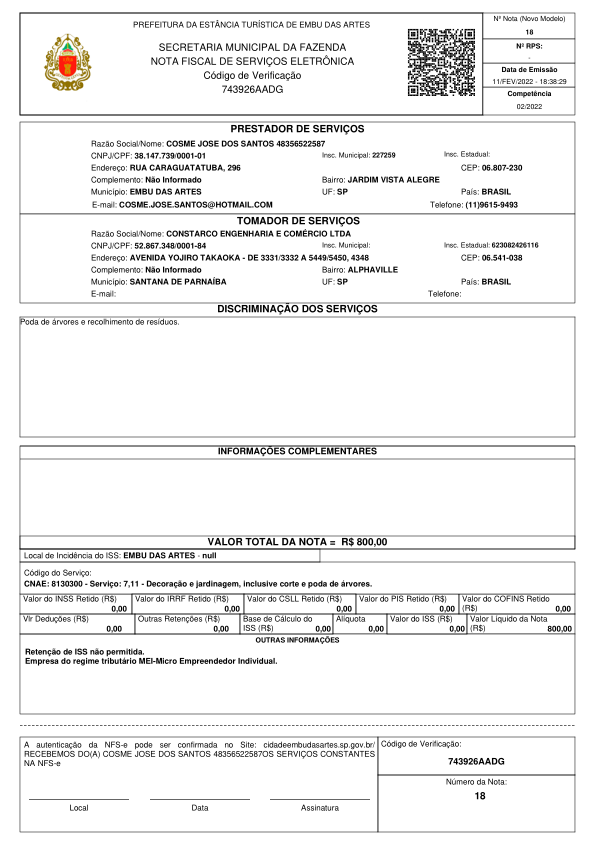 PREFEITURA DA ESTÂNCIA TURÍSTICA DE EMBU DAS ARTES
SECRETARIA MUNICIPAL DA FAZENDA
NOTA FISCAL DE SERVIÇOS ELETRÔNICA
Código de Verificação
743926AADG
Nº Nota (Novo Modelo)
18
Nº RPS:
-
Data de Emissão
11/FEV/2022 - 18:38:29
Competência
02/2022
PRESTADOR DE SERVIÇOS
Razão Social/Nome: COSME JOSE DOS SANTOS 48356522587
CNPJ/CPF: 38.147.739/0001-01 Insc. Municipal: 227259 Insc. Estadual:
Endereço: RUA CARAGUATATUBA, 296 CEP: 06.807-230
Complemento: Não Informado Bairro: JARDIM VISTA ALEGRE
Município: EMBU DAS ARTES UF: SP País: BRASIL
E-mail: COSME.JOSE.SANTOS@HOTMAIL.COM Telefone: (11)9615-9493
TOMADOR DE SERVIÇOS
Razão Social/Nome: CONSTARCO ENGENHARIA E COMÉRCIO LTDA
CNPJ/CPF: 52.867.348/0001-84 Insc. Municipal: Insc. Estadual: 623082426116
Endereço: AVENIDA YOJIRO TAKAOKA - DE 3331/3332 A 5449/5450, 4348 CEP: 06.541-038
Complemento: Não Informado Bairro: ALPHAVILLE
Município: SANTANA DE PARNAÍBA UF: SP País: BRASIL
E-mail: Telefone:
DISCRIMINAÇÃO DOS SERVIÇOS
Poda de árvores e recolhimento de resíduos.
INFORMAÇÕES COMPLEMENTARES
VALOR TOTAL DA NOTA = R$ 800,00
Local de Incidência do ISS: EMBU DAS ARTES - null
Código do Serviço:
CNAE: 8130300 - Serviço: 7,11 - Decoração e jardinagem, inclusive corte e poda de árvores.
Valor do INSS Retido (R$) 0,00 Valor do IRRF Retido (R$) 0,00 Valor do CSLL Retido (R$) 0,00 Valor do PIS Retido (R$) 0,00 Valor do COFINS Retido (R$) 0,00
Vlr Deduções (R$) 0,00 Outras Retenções (R$) 0,00 Base de Cálculo do ISS (R$) 0,00 Alíquota 0,00 Valor do ISS (R$) 0,00 Valor Líquido da Nota (R$) 800,00
OUTRAS INFORMAÇÕES
Retenção de ISS não permitida.
Empresa do regime tributário MEI-Micro Empreendedor Individual.
A autenticação da NFS-e pode ser confirmada no Site: cidadeembudasartes.sp.gov.br/
RECEBEMOS DO(A) COSME JOSE DOS SANTOS 48356522587OS SERVIÇOS CONSTANTES
NA NFS-e
Local Data Assinatura
Código de Verificação:
743926AADG
Número da Nota:
18